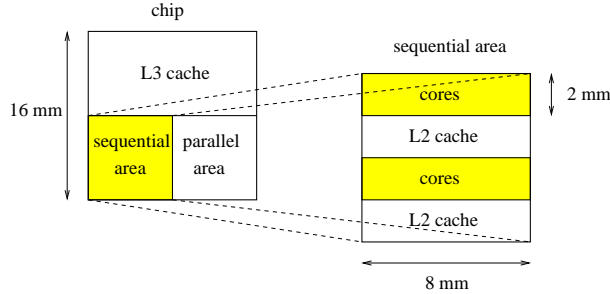 chip
L3 cache
16 mm
sequential
area
parallel
area
sequential area
cores
2 mm
L2 cache
cores
L2 cache
8 mm